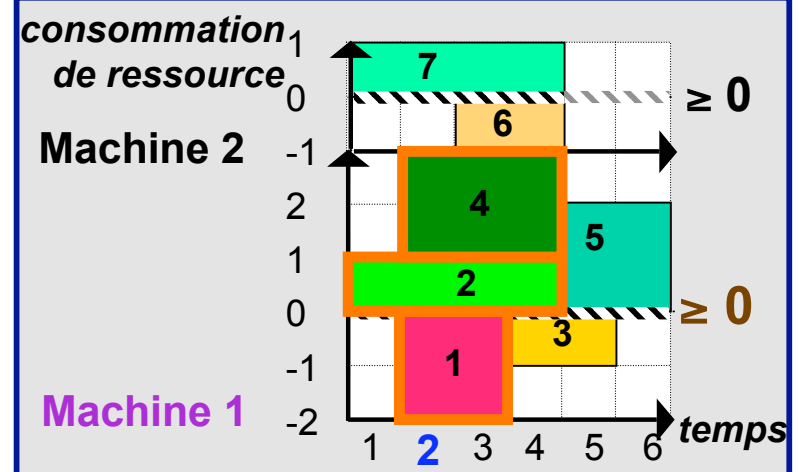 consommation
de ressource
1
7
0
≥ 0
6
Machine 2
-1
4
2
5
1
2
0
≥ 0
3
-1
1
Machine 1
-2
temps
1 2 3 4 5 6